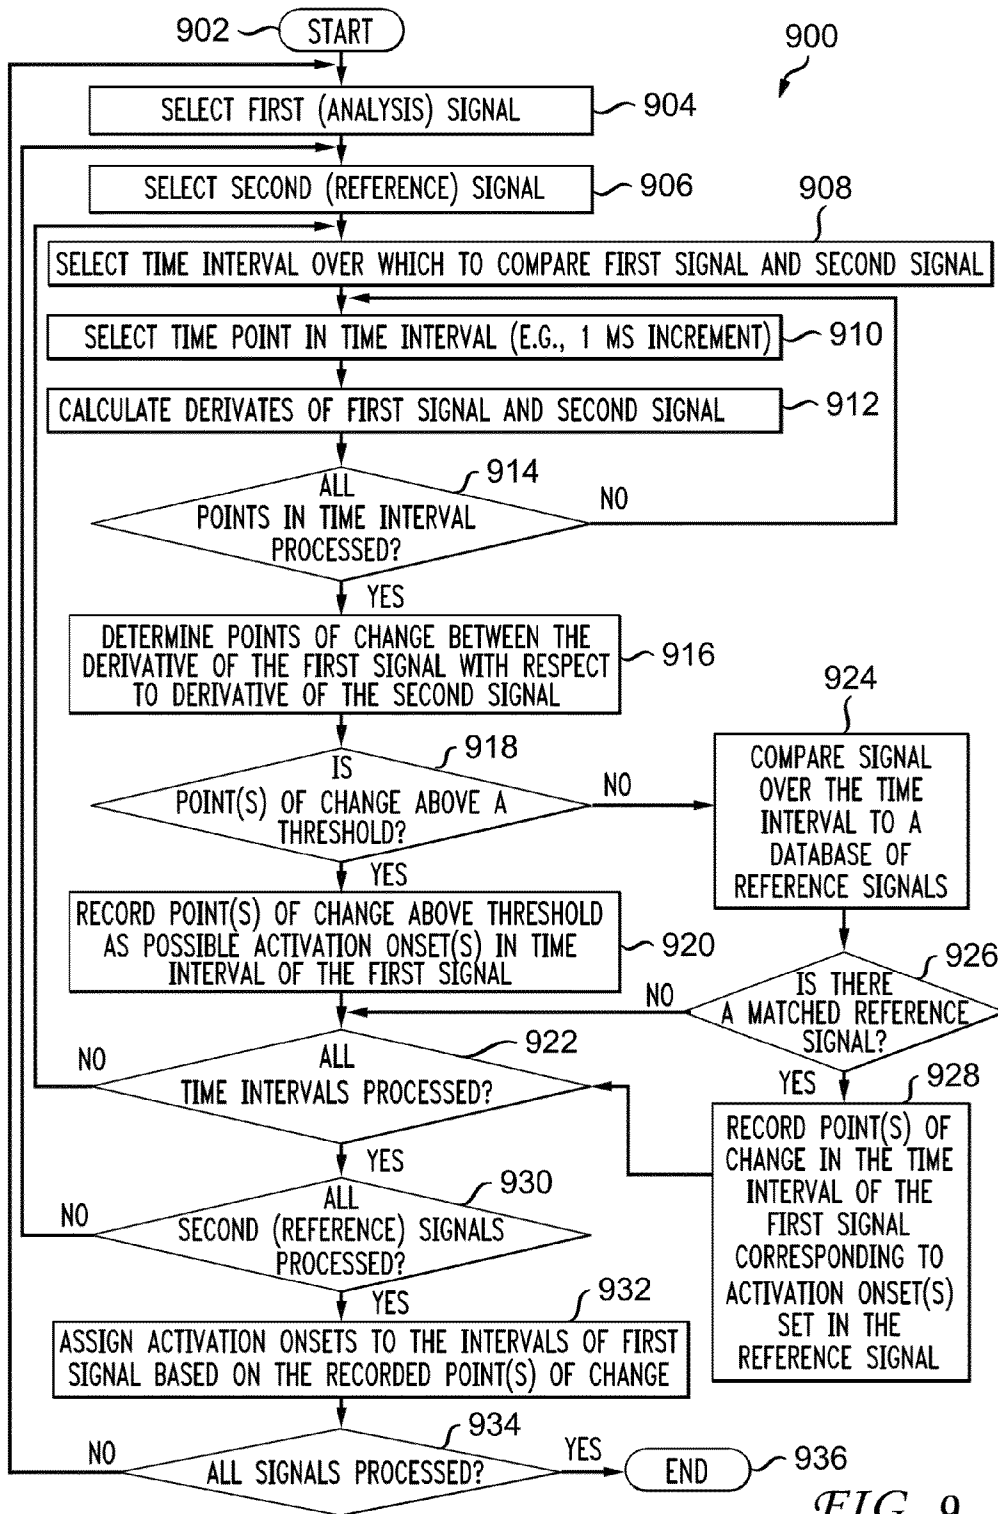 902
START
900
SELECT FIRST (ANALYSIS) SIGNAL
904
SELECT SECOND (REFERENCE) SIGNAL
906
908
SELECT TIME INTERVAL OVER WHICH TO COMPARE FIRST SIGNAL AND SECOND SIGNAL
SELECT TIME POINT IN TIME INTERVAL (E.G., 1 MS INCREMENT)
910
CALCULATE DERIVATES OF FIRST SIGNAL AND SECOND SIGNAL
912
914
ALL
POINTS IN TIME INTERVAL
PROCESSED?
NO
YES
DETERMINE POINTS OF CHANGE BETWEEN THE
DERIVATIVE OF THE FIRST SIGNAL WITH RESPECT
TO DERIVATIVE OF THE SECOND SIGNAL
916
918
IS
POINT(S) OF CHANGE ABOVE A
THRESHOLD?
NO
YES
924
COMPARE SIGNAL
OVER THE TIME
INTERVAL TO A
DATABASE OF
REFERENCE SIGNALS
RECORD POINT(S) OF CHANGE ABOVE THRESHOLD
AS POSSIBLE ACTIVATION ONSET(S) IN TIME
INTERVAL OF THE FIRST SIGNAL
920
926
IS THERE
A MATCHED REFERENCE
SIGNAL?
NO
YES
922
ALL
TIME INTERVALS PROCESSED?
NO
YES
928
RECORD POINT(S) OF
CHANGE IN THE TIME
INTERVAL OF THE
FIRST SIGNAL
CORRESPONDING TO
ACTIVATION ONSET(S)
SET IN THE
REFERENCE SIGNAL
930
ALL
SECOND (REFERENCE) SIGNALS
PROCESSED?
NO
YES
932
ASSIGN ACTIVATION ONSETS TO THE INTERVALS OF FIRST
SIGNAL BASED ON THE RECORDED POINT(S) OF CHANGE
934
ALL SIGNALS PROCESSED?
NO
YES
END
936
FIG. 9